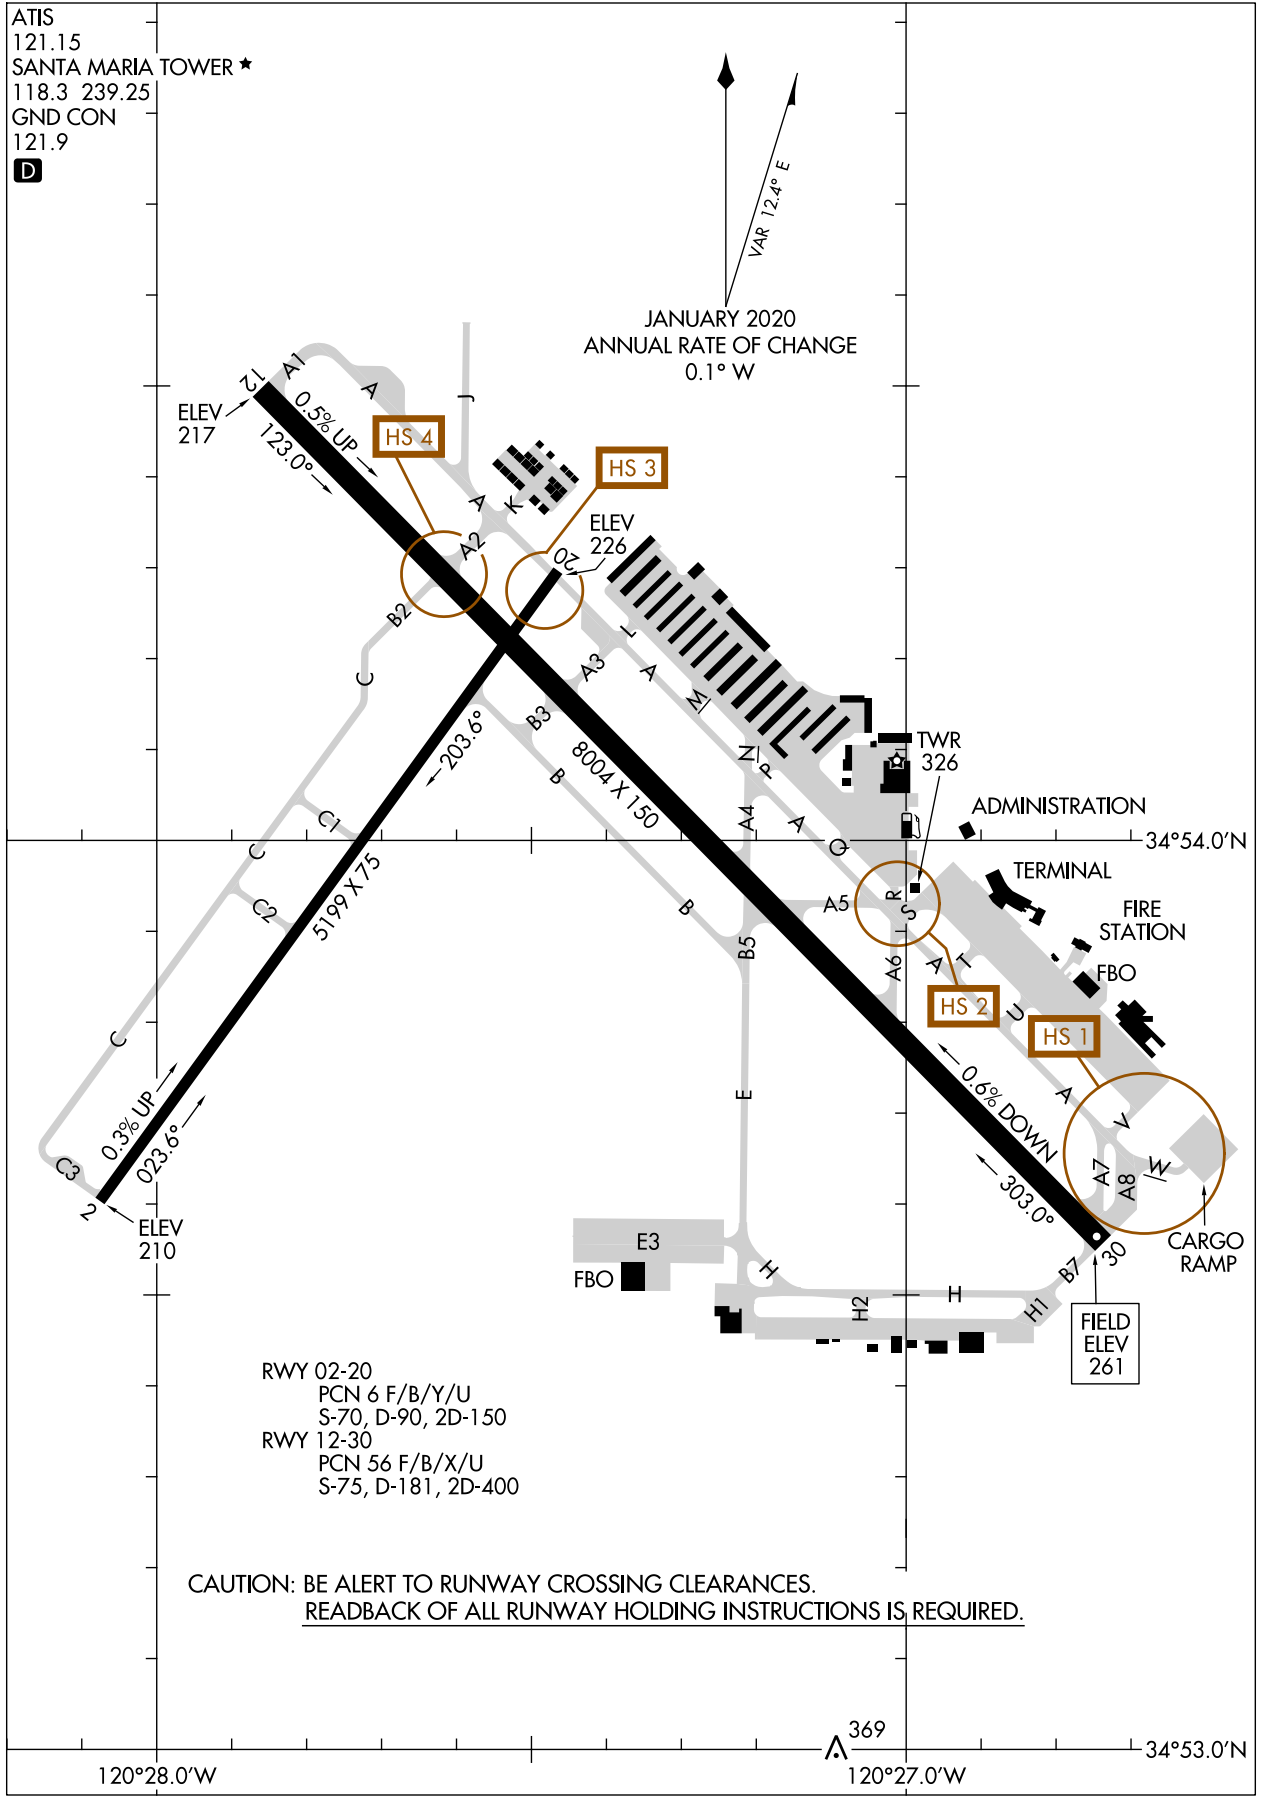 ATIS
121.15
SANTA MARIA TOWER ★
118.3 239.25
GND CON
121.9
D
VAR 12.4° E
JANUARY 2020
ANNUAL RATE OF CHANGE
0.1° W
12
A1
A
J
ELEV
217
0.5% UP
123.0°
HS 4
HS 3
A
K
A2
ELEV
226
20
B2
C
L
A3
A
M
B3
203.6°
B
8004 X 150
N
P
TWR
326
A4
A
Q
ADMINISTRATION
34°54.0'N
C1
C
C2
5199 X 75
TERMINAL
FIRE
STATION
FBO
B
B5
A5
R
S
A6
A
T
U
HS 2
HS 1
C
E
0.6% DOWN
A
V
0.3% UP
023.6°
C3
2
ELEV
210
A7
A8
W
303.0°
30
CARGO
RAMP
E3
FBO
H
B7
H
H2
H1
FIELD
ELEV
261
RWY 02-20
PCN 6 F/B/Y/U
S-70, D-90, 2D-150
RWY 12-30
PCN 56 F/B/X/U
S-75, D-181, 2D-400
CAUTION: BE ALERT TO RUNWAY CROSSING CLEARANCES.
READBACK OF ALL RUNWAY HOLDING INSTRUCTIONS IS REQUIRED.
369
34°53.0'N
120°28.0'W
120°27.0'W